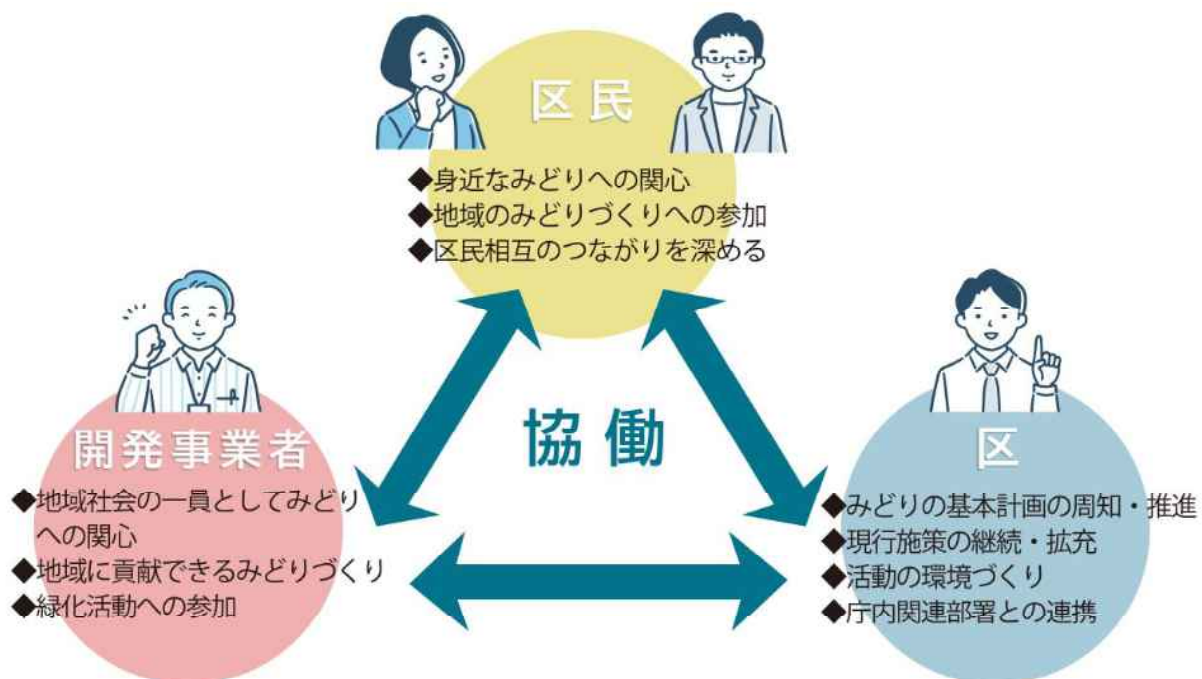 区民
◆身近なみどりへの関心
◆地域のみどりづくりへの参加
◆区民相互のつながりを深める
協働
開発事業者
◆地域社会の一員としてみどり
への関心
◆地域に貢献できるみどりづくり
◆緑化活動への参加
区
◆みどりの基本計画の周知・推進
◆現行施策の継続・拡充
◆活動の環境づくり
◆庁内関連部署との連携